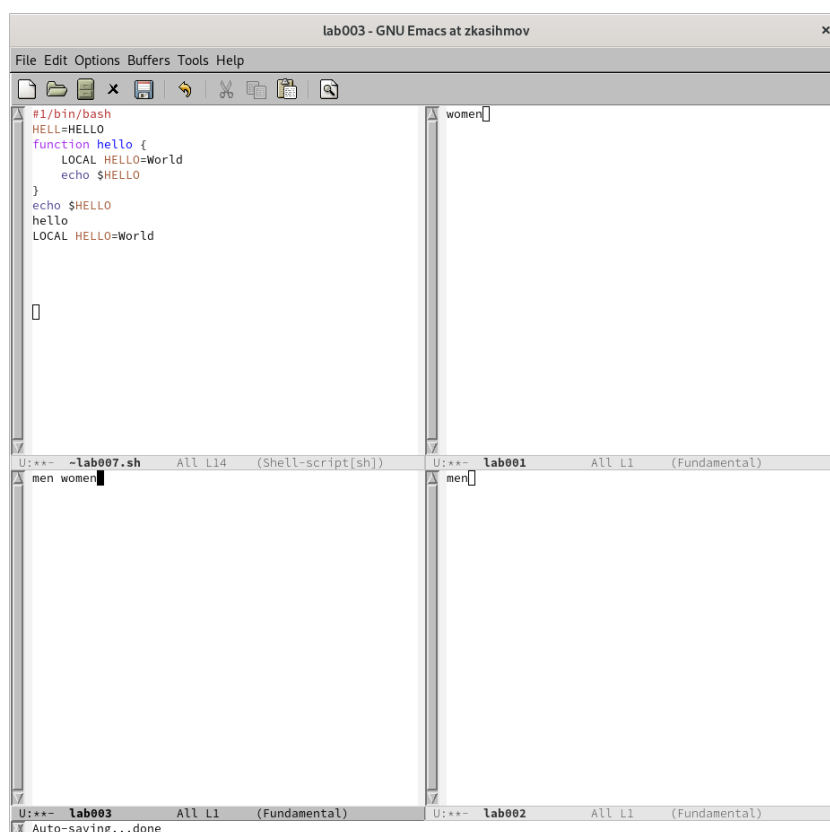 lab003 - GNU Emacs at zkasihmov
File Edit Options Buffers Tools Help
#1/bin/bash
HELL=HELLO
function hello {
    LOCAL HELLO=World
    echo $HELLO
}
echo $HELLO
hello
LOCAL HELLO=World
U:**-  ~lab007.sh     All L14    (Shell-script[sh])
women
U:**-  lab001         All L1     (Fundamental)
men women
U:**-  lab003         All L1     (Fundamental)
men
U:**-  lab002         All L1     (Fundamental)
Auto-saving...done